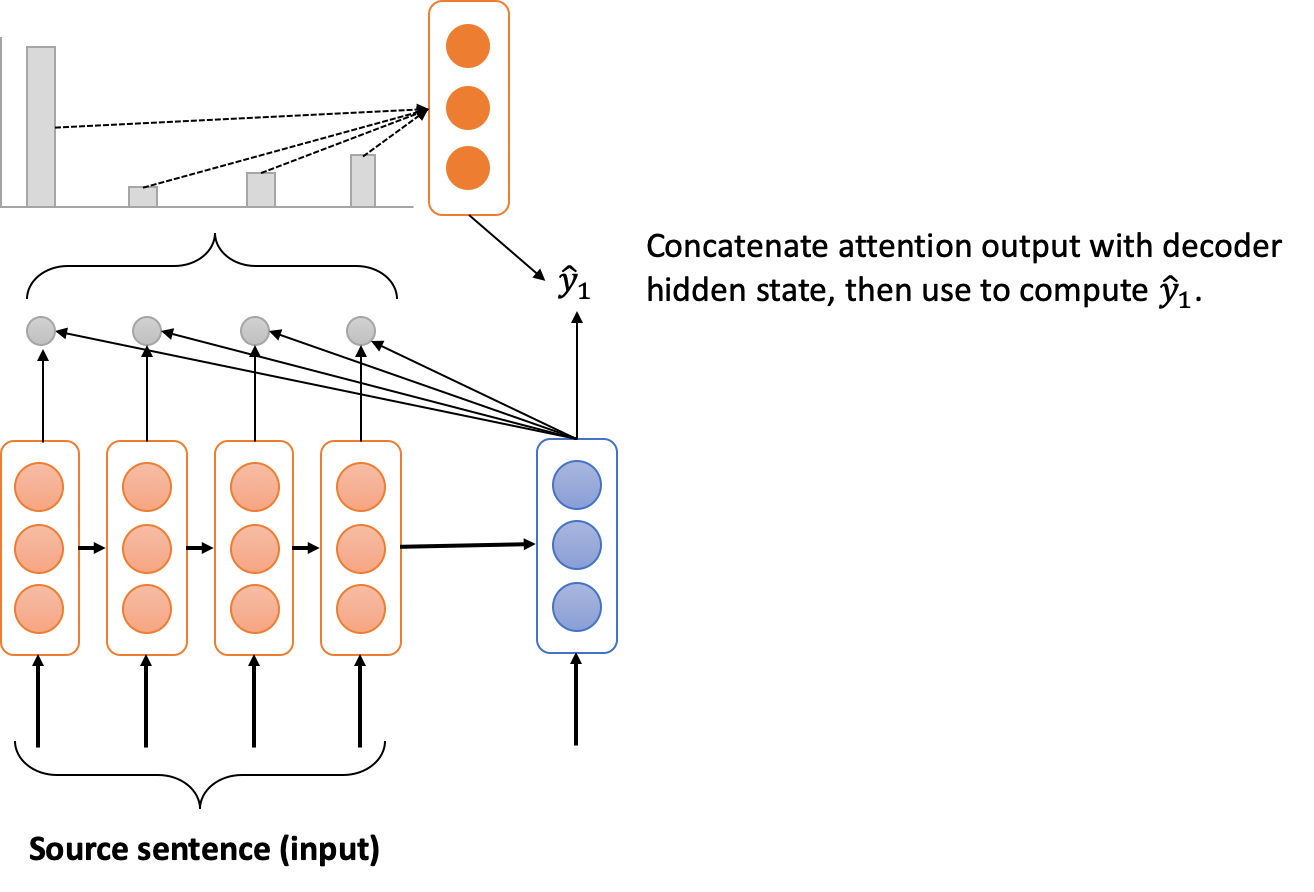 Concatenate attention output with decoder
hidden state, then use to compute ŷ₁.
ŷ₁
Source sentence (input)